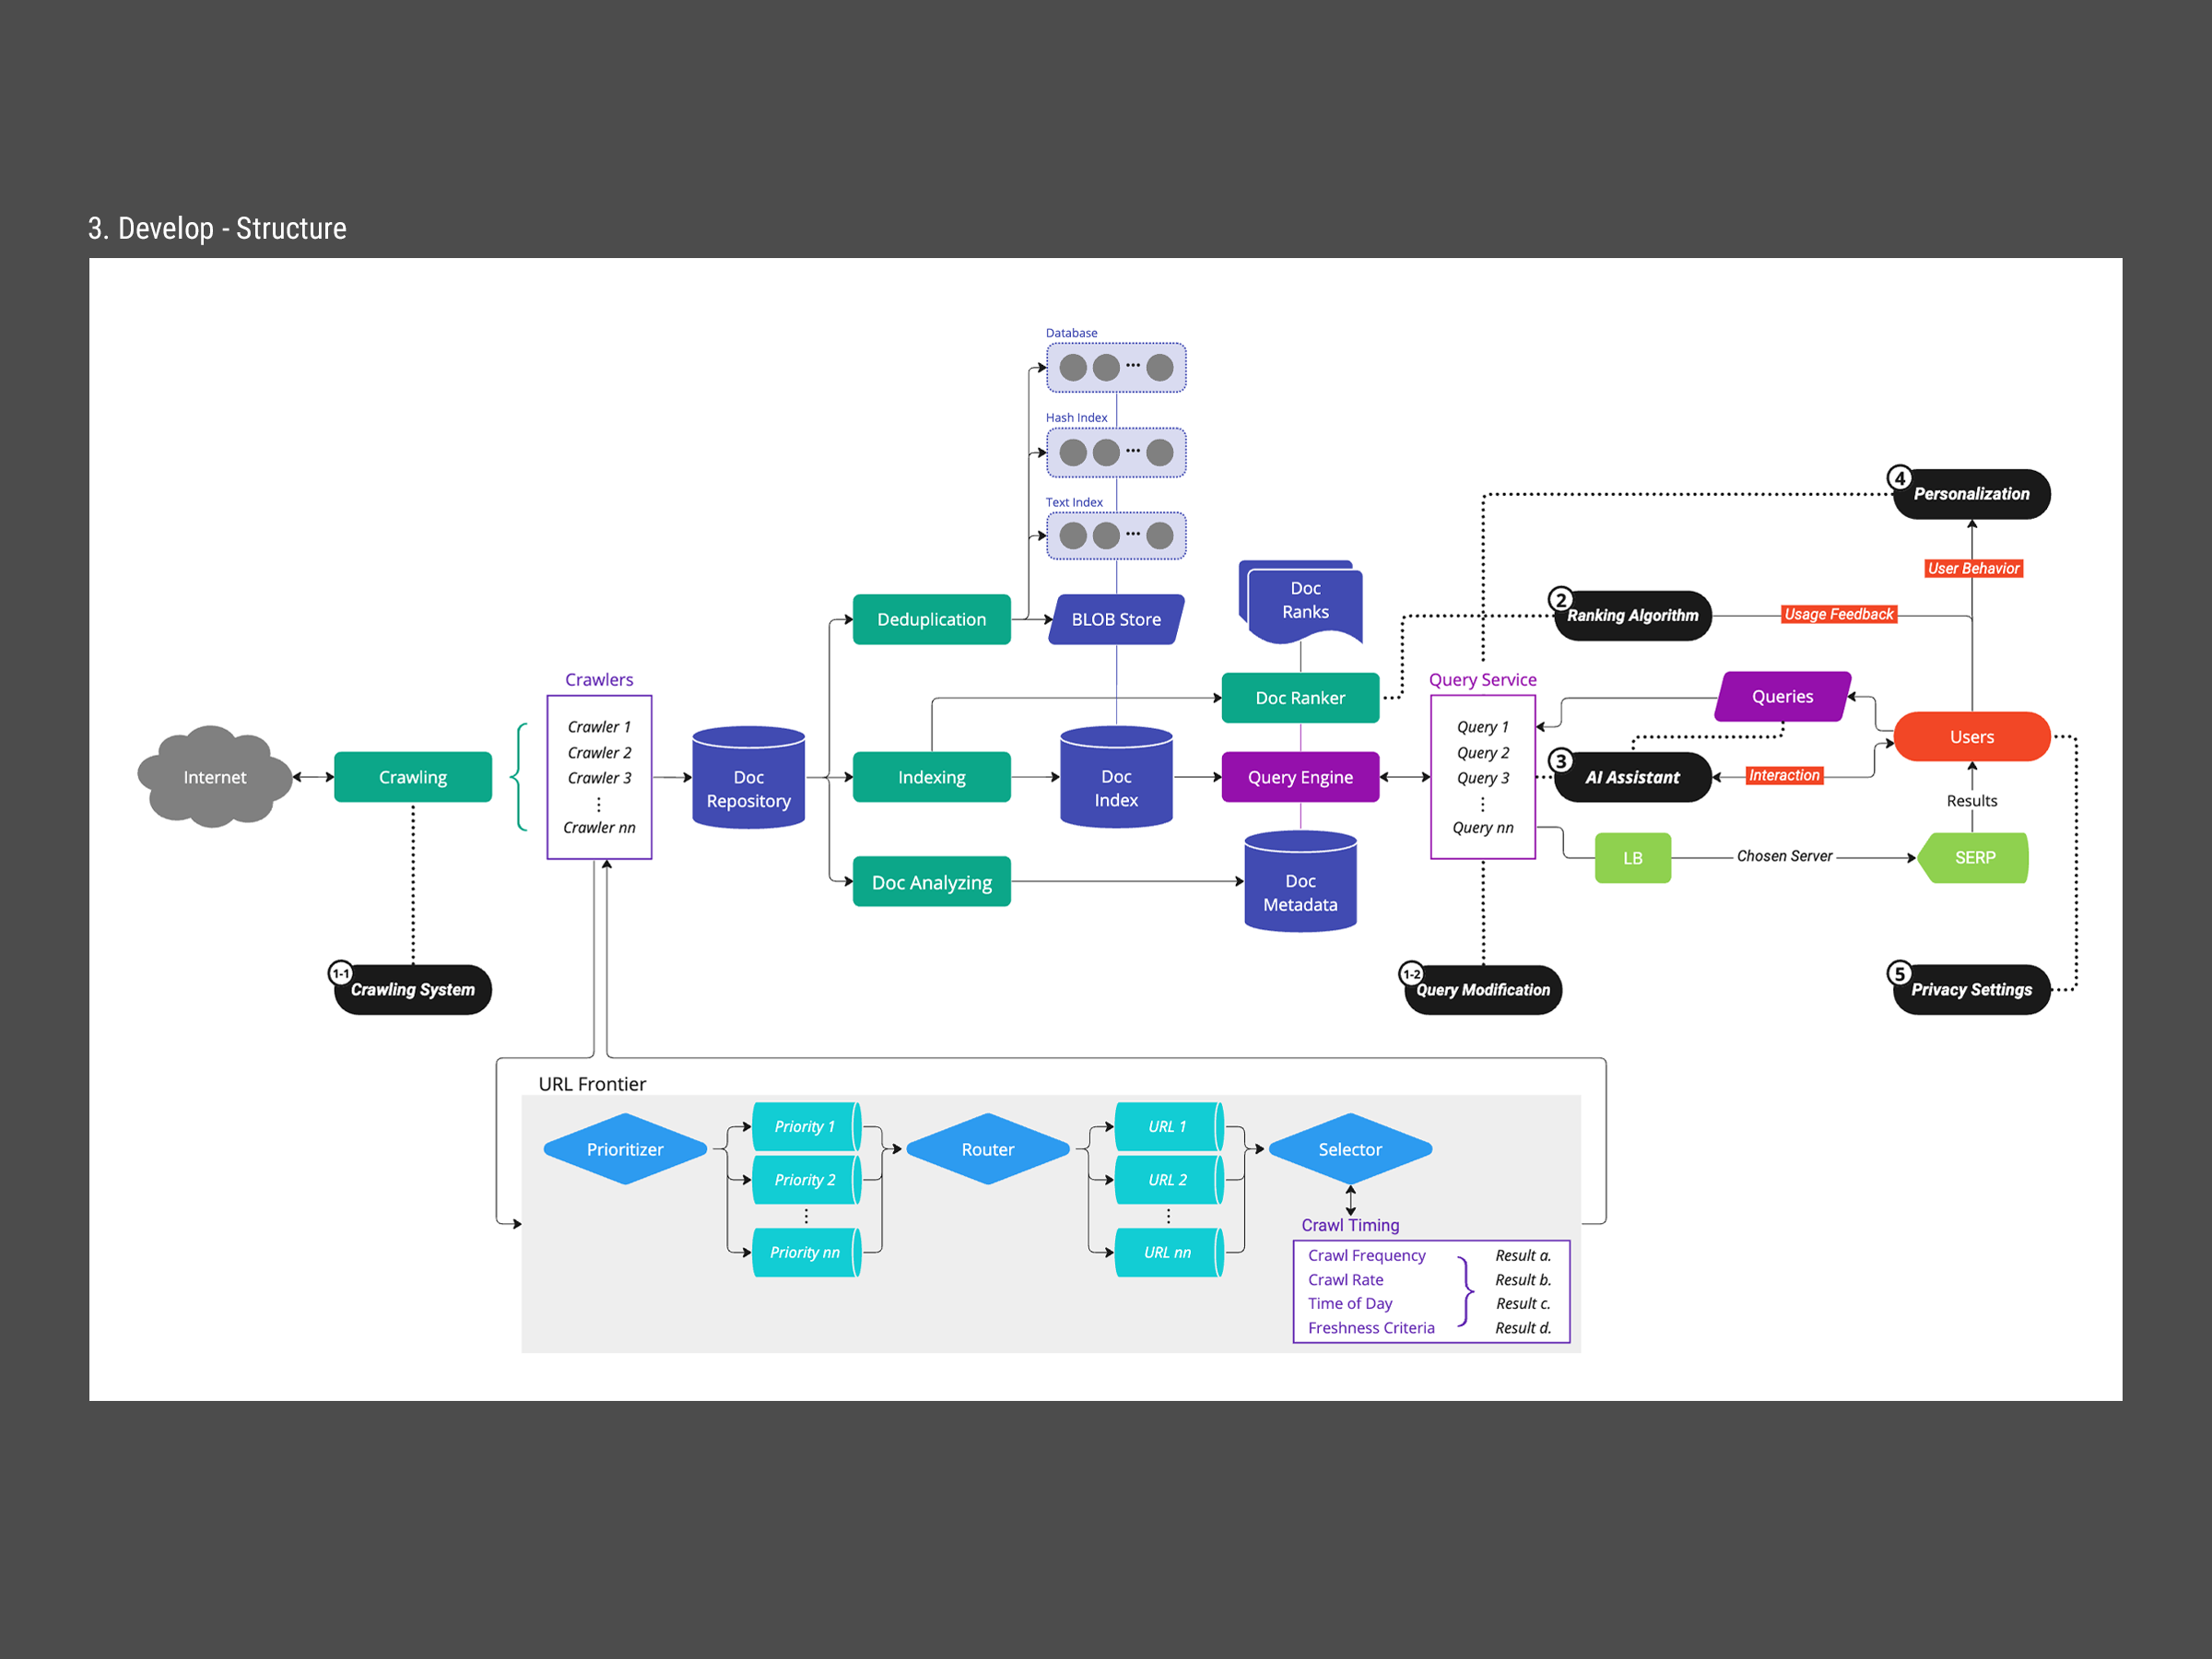 3. Develop - Structure
Database
...
Hash Index
...
Text Index
...
Deduplication
BLOB Store
Doc
Ranks
4
Personalization
User Behavior
2
Ranking Algorithm
Usage Feedback
Crawlers
Crawler 1
Crawler 2
Crawler 3
Crawler nn
Internet
Crawling
Doc
Repository
Indexing
Doc
Index
Doc Ranker
Query Engine
Query Service
Query 1
Query 2
Query 3
Query nn
Queries
Users
3
AI Assistant
Interaction
Results
LB
Chosen Server
SERP
Doc Analyzing
Doc
Metadata
1-1
Crawling System
1-2
Query Modification
5
Privacy Settings
URL Frontier
Prioritizer
Priority 1
Priority 2
Priority nn
Router
URL 1
URL 2
URL nn
Selector
Crawl Timing
Crawl Frequency
Result a.
Crawl Rate
Result b.
Time of Day
Result c.
Freshness Criteria
Result d.